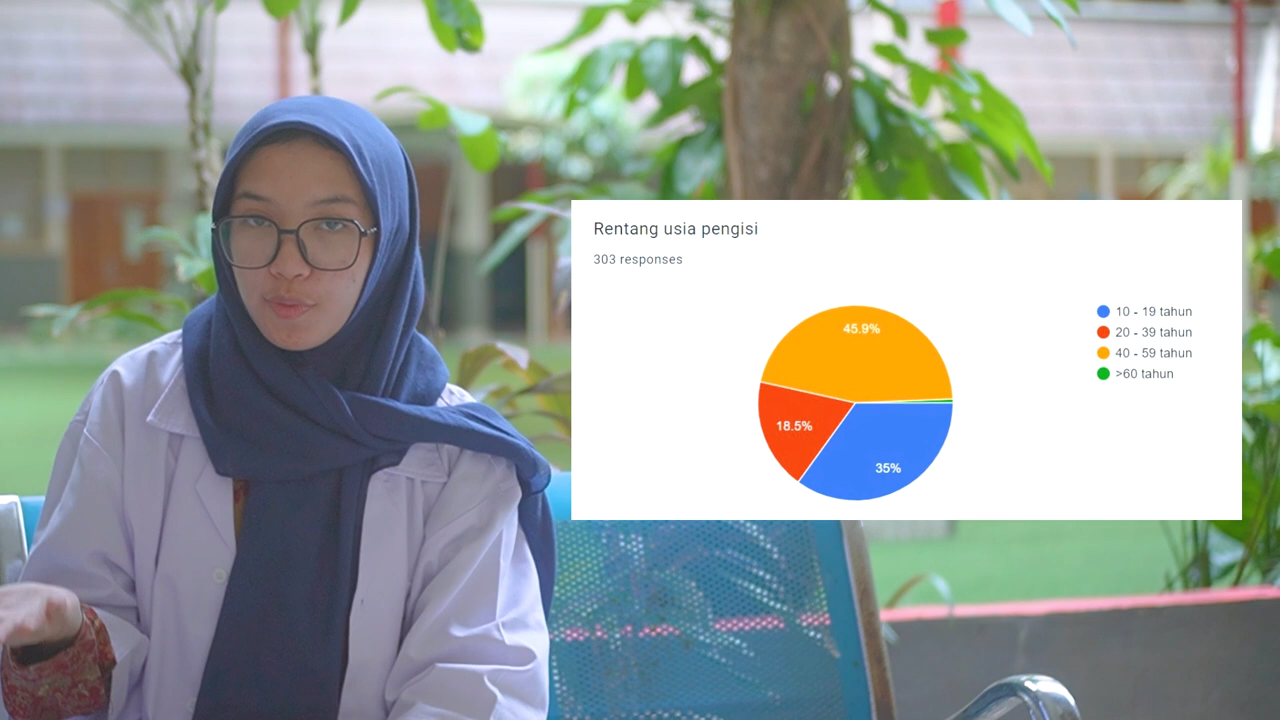 Rentang usia pengisi
303 responses
45.9%
18.5%
35%
10 - 19 tahun
20 - 39 tahun
40 - 59 tahun
>60 tahun